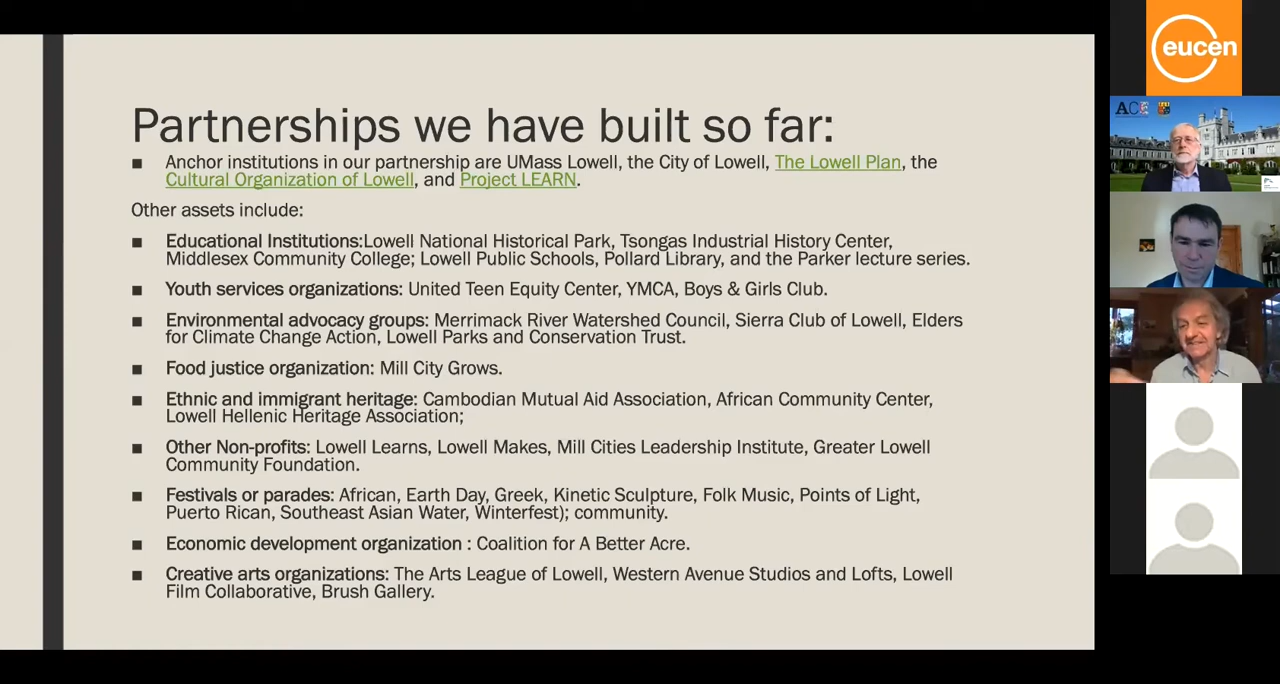 Partnerships we have built so far:
■ Anchor institutions in our partnership are UMass Lowell, the City of Lowell, The Lowell Plan, the
Cultural Organization of Lowell, and Project LEARN.
Other assets include:
■ Educational Institutions:Lowell National Historical Park, Tsongas Industrial History Center,
Middlesex Community College; Lowell Public Schools, Pollard Library, and the Parker lecture series.
■ Youth services organizations: United Teen Equity Center, YMCA, Boys & Girls Club.
■ Environmental advocacy groups: Merrimack River Watershed Council, Sierra Club of Lowell, Elders
for Climate Change Action, Lowell Parks and Conservation Trust.
■ Food justice organization: Mill City Grows.
■ Ethnic and immigrant heritage: Cambodian Mutual Aid Association, African Community Center,
Lowell Hellenic Heritage Association;
■ Other Non-profits: Lowell Learns, Lowell Makes, Mill Cities Leadership Institute, Greater Lowell
Community Foundation.
■ Festivals or parades: African, Earth Day, Greek, Kinetic Sculpture, Folk Music, Points of Light,
Puerto Rican, Southeast Asian Water, Winterfest); community.
■ Economic development organization : Coalition for A Better Acre.
■ Creative arts organizations: The Arts League of Lowell, Western Avenue Studios and Lofts, Lowell
Film Collaborative, Brush Gallery.
eucen